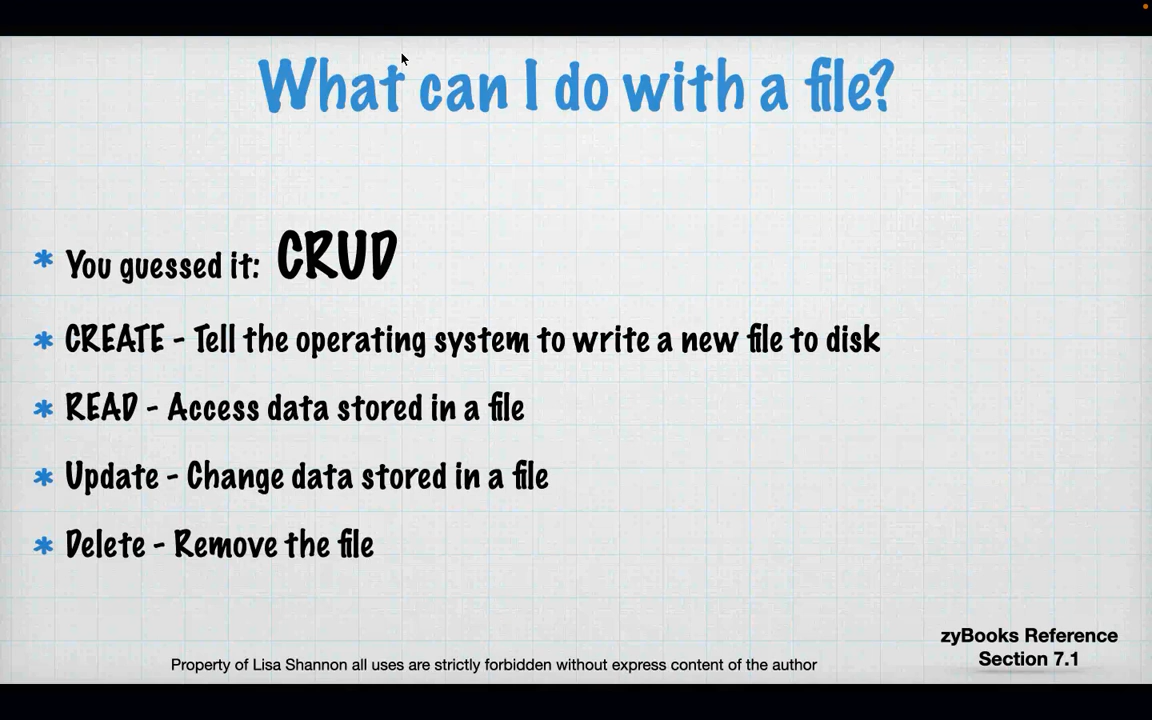 What can I do with a file?
* You guessed it: CRUD
* CREATE - Tell the operating system to write a new file to disk
* READ - Access data stored in a file
* Update - Change data stored in a file
* Delete - Remove the file
zyBooks Reference
Section 7.1
Property of Lisa Shannon all uses are strictly forbidden without express content of the author